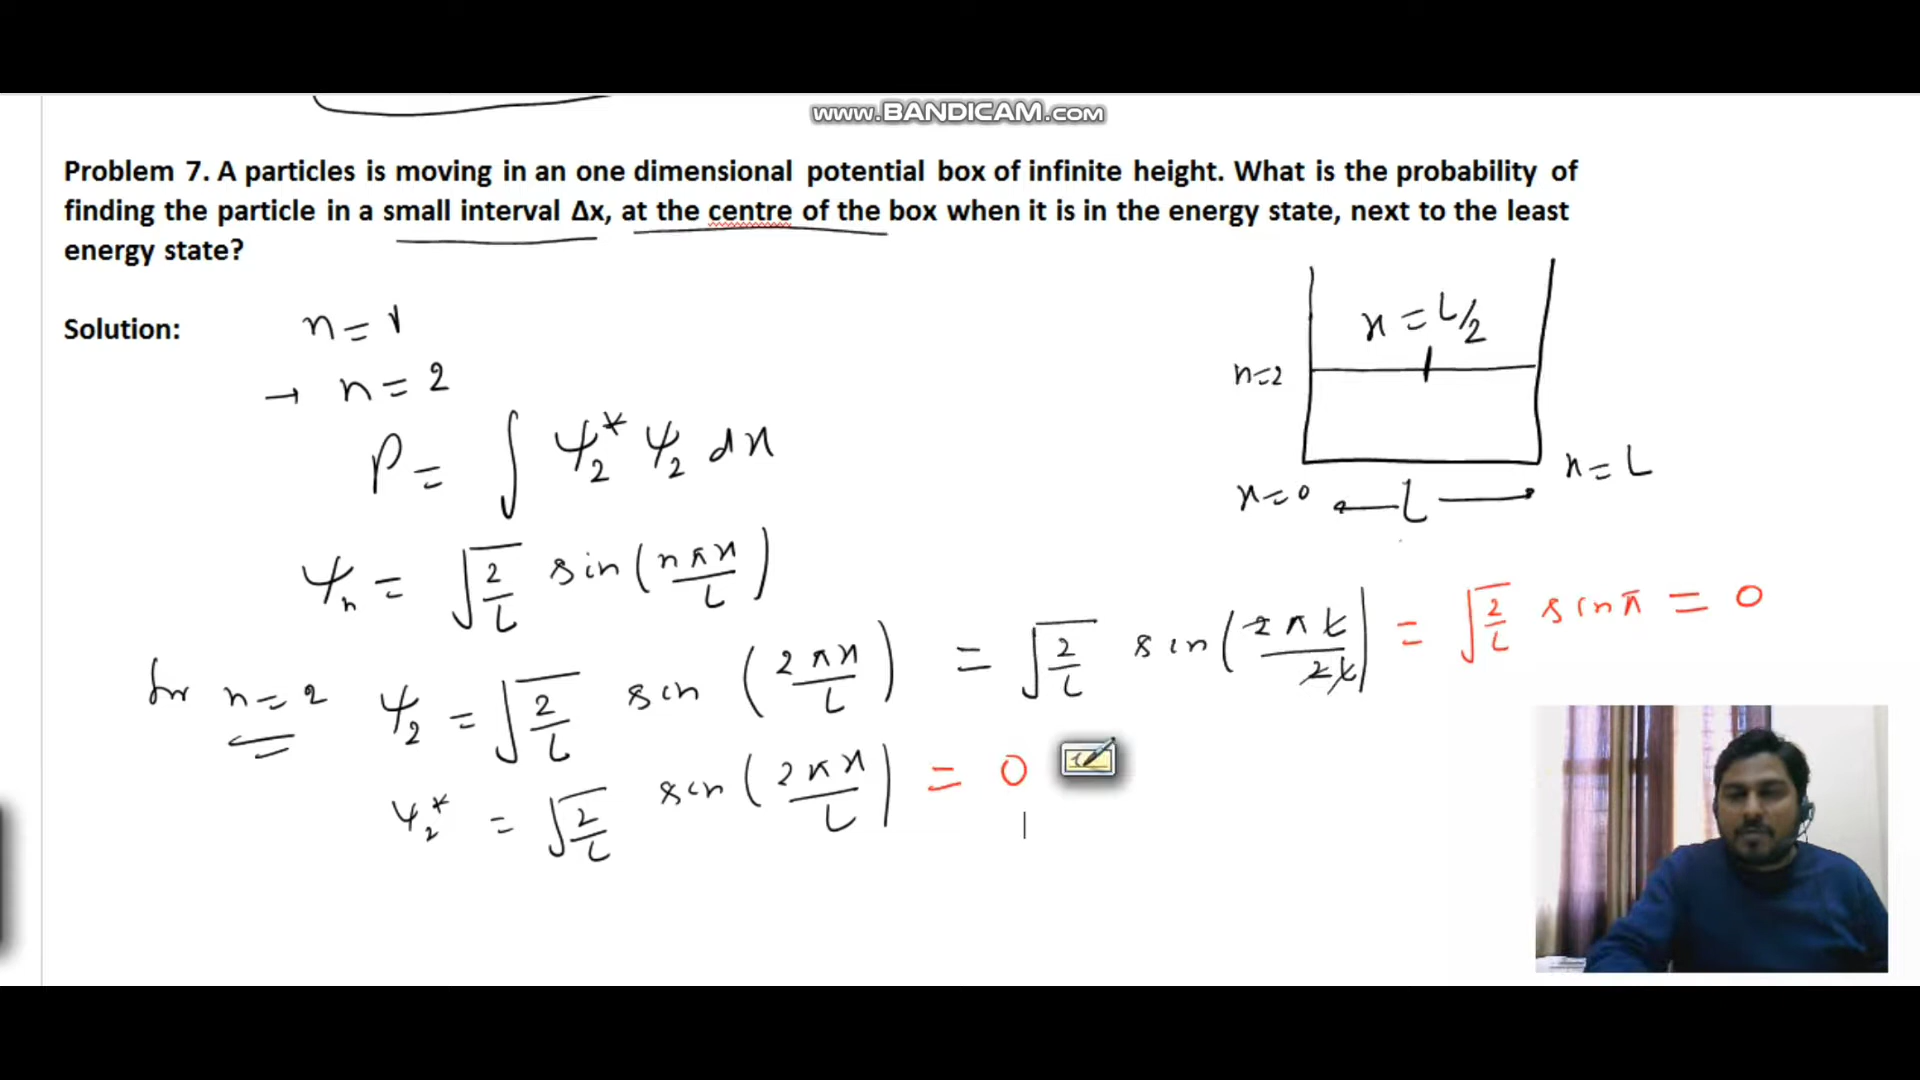 www.BANDICAM.com
Problem 7. A particles is moving in an one dimensional potential box of infinite height. What is the probability of
finding the particle in a small interval Δx, at the centre of the box when it is in the energy state, next to the least
energy state?
Solution:
n = 1
→ n = 2
P = ∫ ψ₂* ψ₂ dx
ψₙ = √(2/L) sin(nπx/L)
for n = 2 ψ₂ = √(2/L) sin(2πx/L) = √(2/L) sin(2πL/2L) = √(2/L) sin π = 0
ψ₂* = √(2/L) sin(2πx/L) = 0
x = L/2
n=2
x = L
x = 0
L